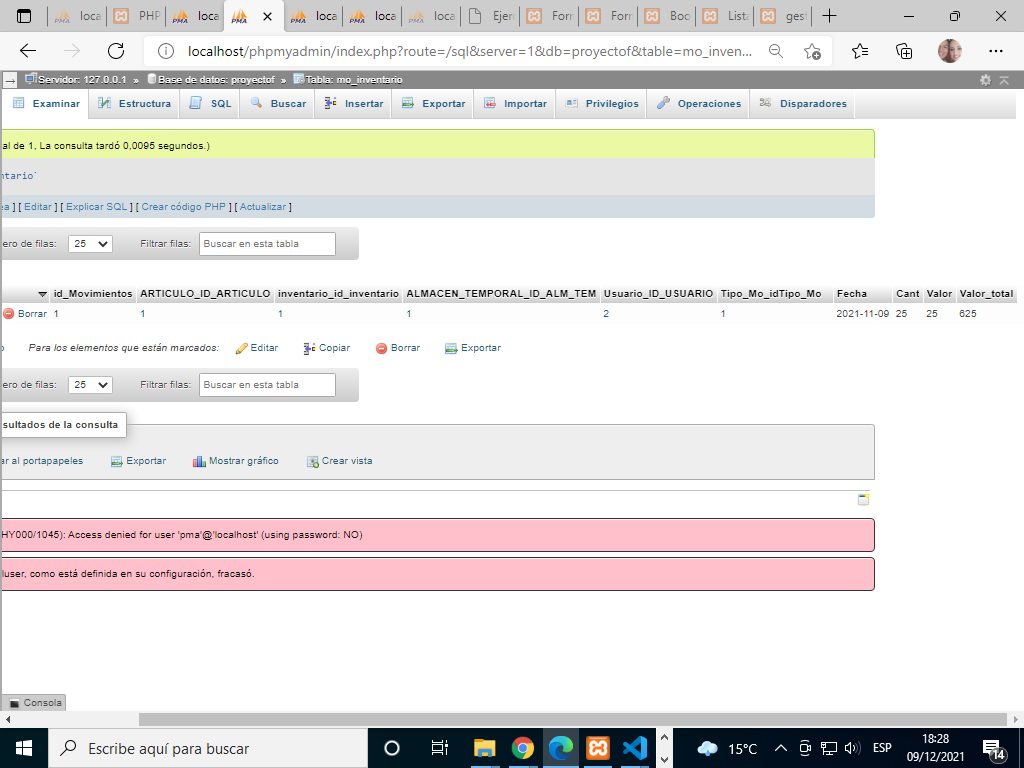 loca
PHP
loca
loca
loca
loca
Ejer
Forr
Forr
Boo
Lista
gest
localhost/phpmyadmin/index.php?route=/sql&server=1&db=proyectof&table=mo_inven...
Servidor: 127.0.0.1 » Base de datos: proyectof » Tabla: mo_inventario
Examinar Estructura SQL Buscar Insertar Exportar Importar Privilegios Operaciones Disparadores
al de 1, La consulta tardó 0,0095 segundos.)
ntario`
ea ] [ Editar ] [ Explicar SQL ] [ Crear código PHP ] [ Actualizar ]
ero de filas: 25 Filtrar filas: Buscar en esta tabla
id_Movimientos ARTICULO_ID_ARTICULO inventario_id_inventario ALMACEN_TEMPORAL_ID_ALM_TEM Usuario_ID_USUARIO Tipo_Mo_idTipo_Mo Fecha Cant Valor Valor_total
Borrar 1 1 1 1 2 1 2021-11-09 25 25 625
o Para los elementos que están marcados: Editar Copiar Borrar Exportar
ero de filas: 25 Filtrar filas: Buscar en esta tabla
sultados de la consulta
ar al portapapeles Exportar Mostrar gráfico Crear vista
HY000/1045): Access denied for user 'pma'@'localhost' (using password: NO)
luser, como está definida en su configuración, fracasó.
Consola
Escribe aquí para buscar
15°C
ESP
18:28
09/12/2021
14